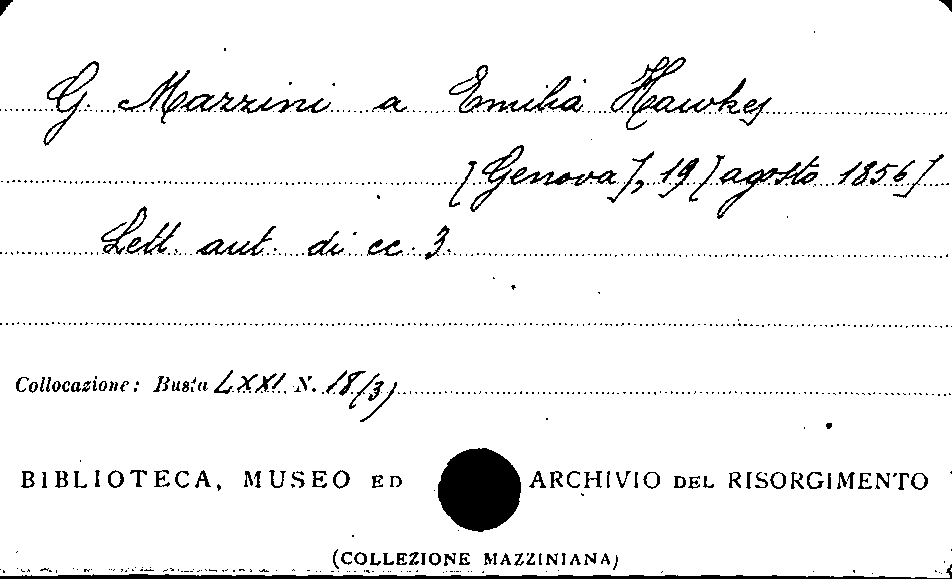 G. Mazzini a Emilia Hawkes
[Genova], 19 [agosto 1856]
Lett. aut. di cc. 3.
Collocazione: Busta LXXI N. 18/3)
BIBLIOTECA, MUSEO ED ARCHIVIO DEL RISORGIMENTO
(COLLEZIONE MAZZINIANA)